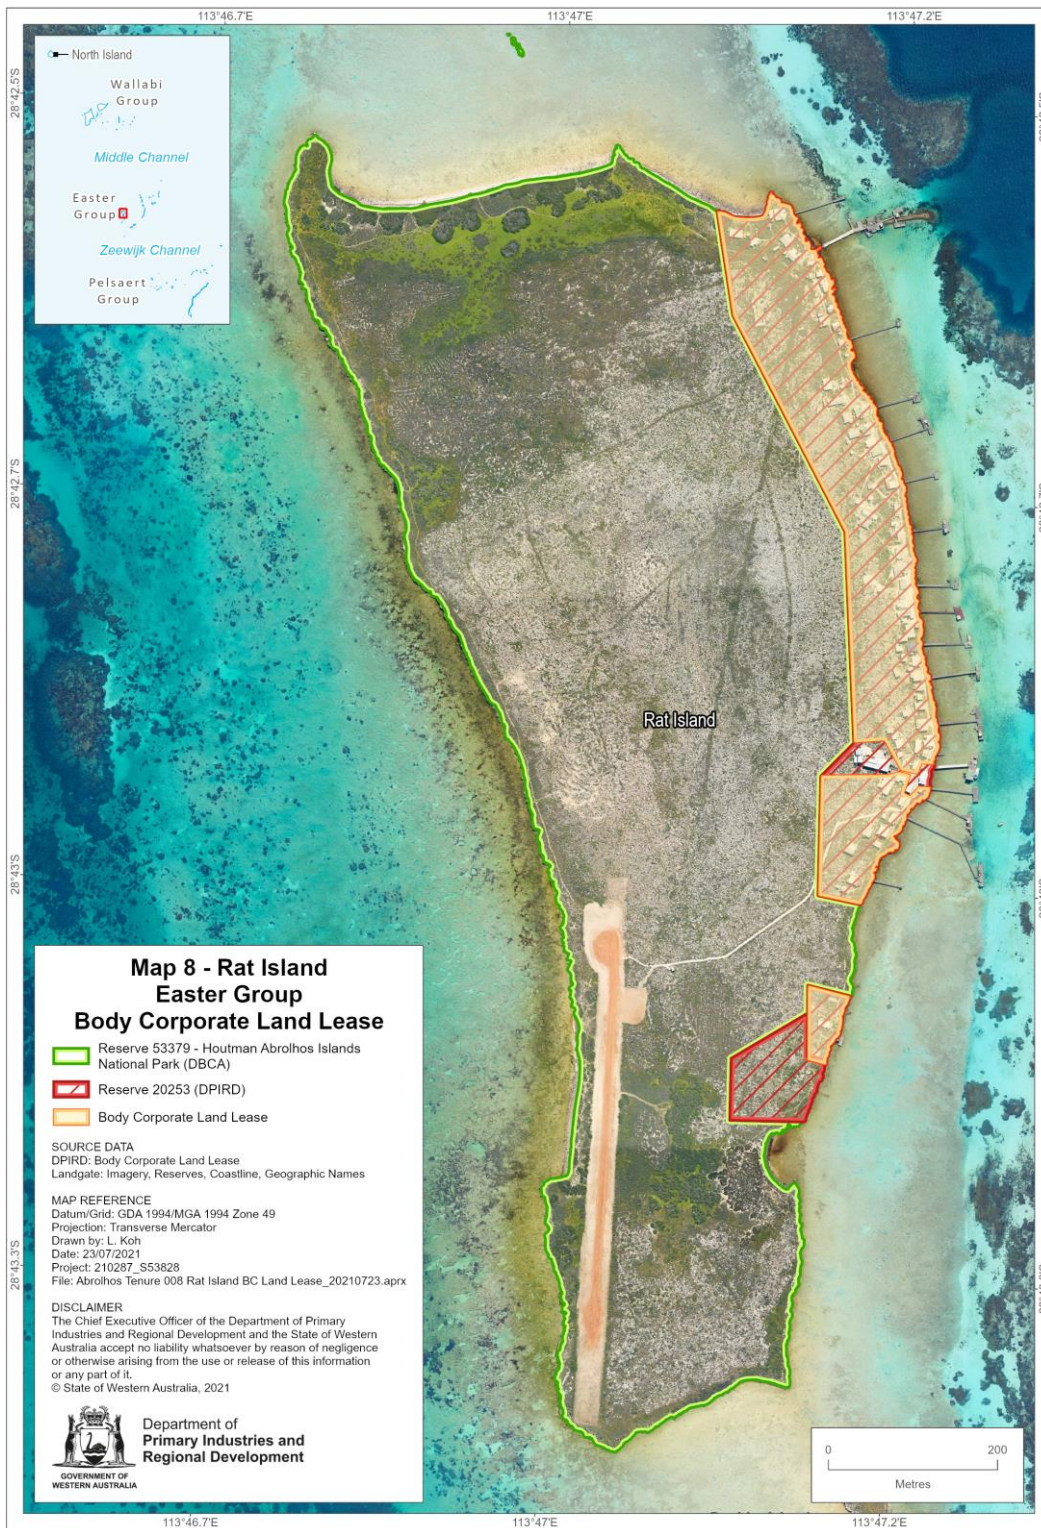 113°46.7'E
113°47'E
113°47.2'E
28°42.5'S
28°42.7'S
28°43'S
28°43.3'S
North Island
Wallabi
Group
Middle Channel
Easter
Group
Zeewijk Channel
Pelsaert
Group
Rat Island
Map 8 - Rat Island
Easter Group
Body Corporate Land Lease
Reserve 53379 - Houtman Abrolhos Islands
National Park (DBCA)
Reserve 20253 (DPIRD)
Body Corporate Land Lease
SOURCE DATA
DPIRD: Body Corporate Land Lease
Landgate: Imagery, Reserves, Coastline, Geographic Names
MAP REFERENCE
Datum/Grid: GDA 1994/MGA 1994 Zone 49
Projection: Transverse Mercator
Drawn by: L. Koh
Date: 23/07/2021
Project: 210287_S53828
File: Abrolhos Tenure 008 Rat Island BC Land Lease_20210723.aprx
DISCLAIMER
The Chief Executive Officer of the Department of Primary
Industries and Regional Development and the State of Western
Australia accept no liability whatsoever by reason of negligence
or otherwise arising from the use or release of this information
or any part of it.
© State of Western Australia, 2021
GOVERNMENT OF
WESTERN AUSTRALIA
Department of
Primary Industries and
Regional Development
0 200
Metres
113°46.7'E
113°47'E
113°47.2'E